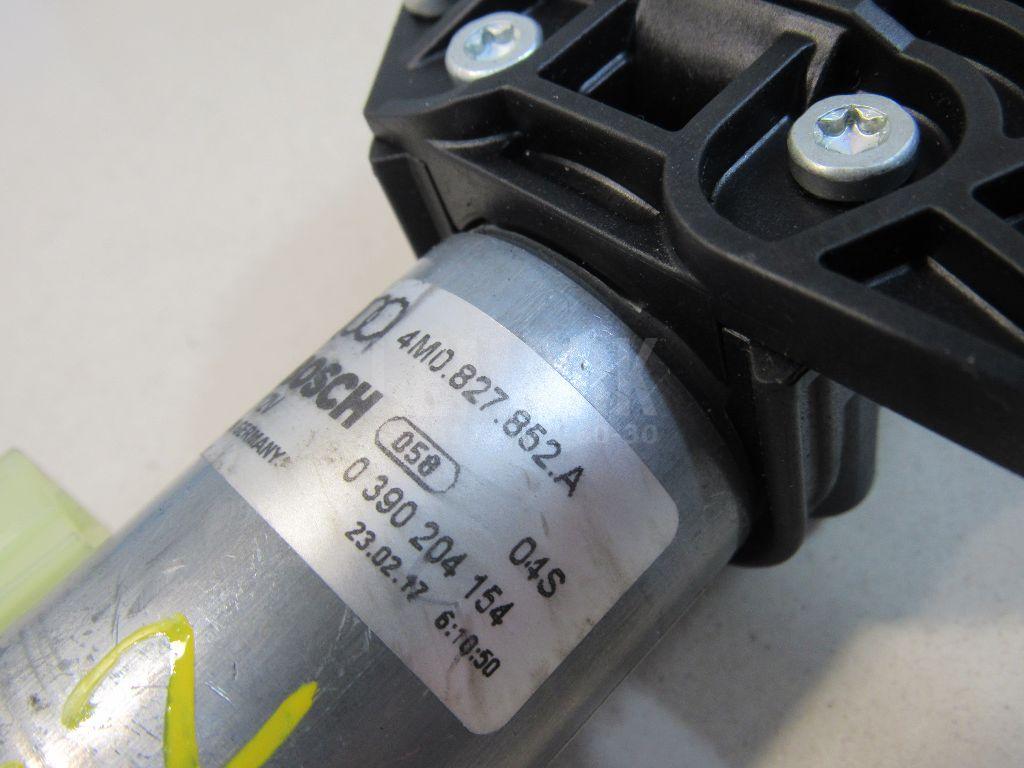 4M0.827.852.A
BOSCH
058
04S
GERMANY
0 390 204 154
23.02.17 6:10:50